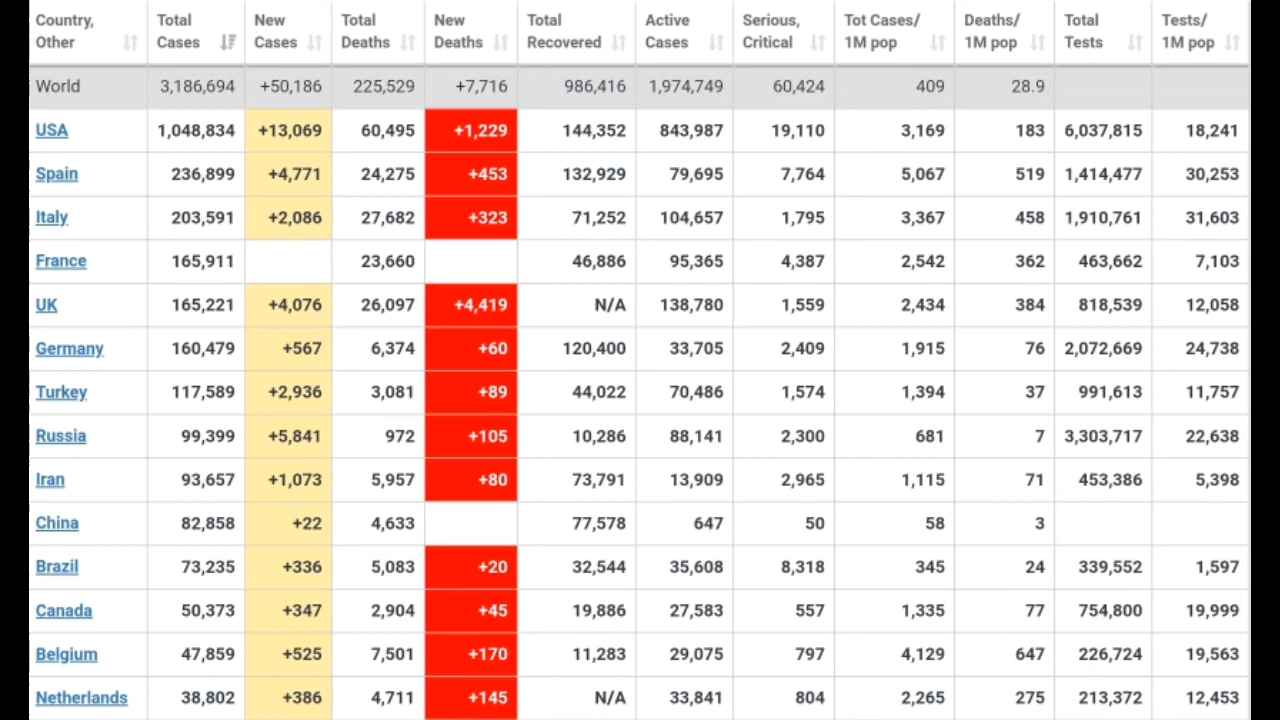 Country, Other Total Cases New Cases Total Deaths New Deaths Total Recovered Active Cases Serious, Critical Tot Cases/ 1M pop Deaths/ 1M pop Total Tests Tests/ 1M pop
World 3,186,694 +50,186 225,529 +7,716 986,416 1,974,749 60,424 409 28.9
USA 1,048,834 +13,069 60,495 +1,229 144,352 843,987 19,110 3,169 183 6,037,815 18,241
Spain 236,899 +4,771 24,275 +453 132,929 79,695 7,764 5,067 519 1,414,477 30,253
Italy 203,591 +2,086 27,682 +323 71,252 104,657 1,795 3,367 458 1,910,761 31,603
France 165,911 23,660 46,886 95,365 4,387 2,542 362 463,662 7,103
UK 165,221 +4,076 26,097 +4,419 N/A 138,780 1,559 2,434 384 818,539 12,058
Germany 160,479 +567 6,374 +60 120,400 33,705 2,409 1,915 76 2,072,669 24,738
Turkey 117,589 +2,936 3,081 +89 44,022 70,486 1,574 1,394 37 991,613 11,757
Russia 99,399 +5,841 972 +105 10,286 88,141 2,300 681 7 3,303,717 22,638
Iran 93,657 +1,073 5,957 +80 73,791 13,909 2,965 1,115 71 453,386 5,398
China 82,858 +22 4,633 77,578 647 50 58 3
Brazil 73,235 +336 5,083 +20 32,544 35,608 8,318 345 24 339,552 1,597
Canada 50,373 +347 2,904 +45 19,886 27,583 557 1,335 77 754,800 19,999
Belgium 47,859 +525 7,501 +170 11,283 29,075 797 4,129 647 226,724 19,563
Netherlands 38,802 +386 4,711 +145 N/A 33,841 804 2,265 275 213,372 12,453